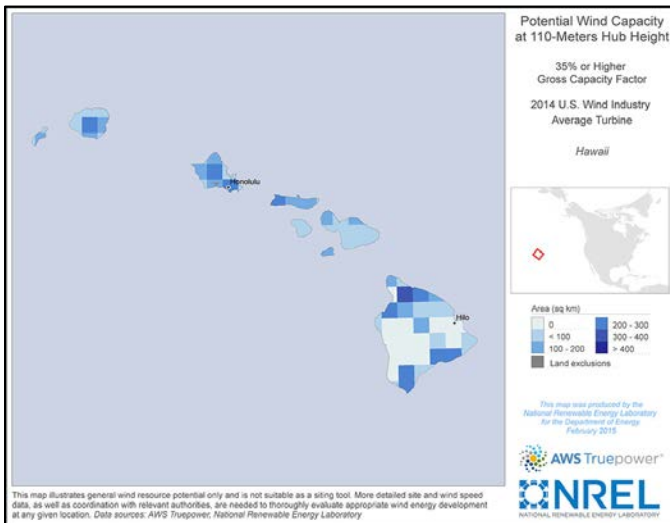 Potential Wind Capacity
at 110-Meters Hub Height
35% or Higher
Gross Capacity Factor
2014 U.S. Wind Industry
Average Turbine
Hawaii
Honolulu
Hilo
Area (sq km)
0
< 100
100 - 200
200 - 300
300 - 400
> 400
Land exclusions
This map was produced by the
National Renewable Energy Laboratory
for the Department of Energy
February 2015
AWS Truepower®
NREL
NATIONAL RENEWABLE ENERGY LABORATORY
This map illustrates general wind resource potential only and is not suitable as a siting tool. More detailed site and wind speed
data, as well as coordination with relevant authorities, are needed to thoroughly evaluate appropriate wind energy development
at any given location. Data sources: AWS Truepower, National Renewable Energy Laboratory